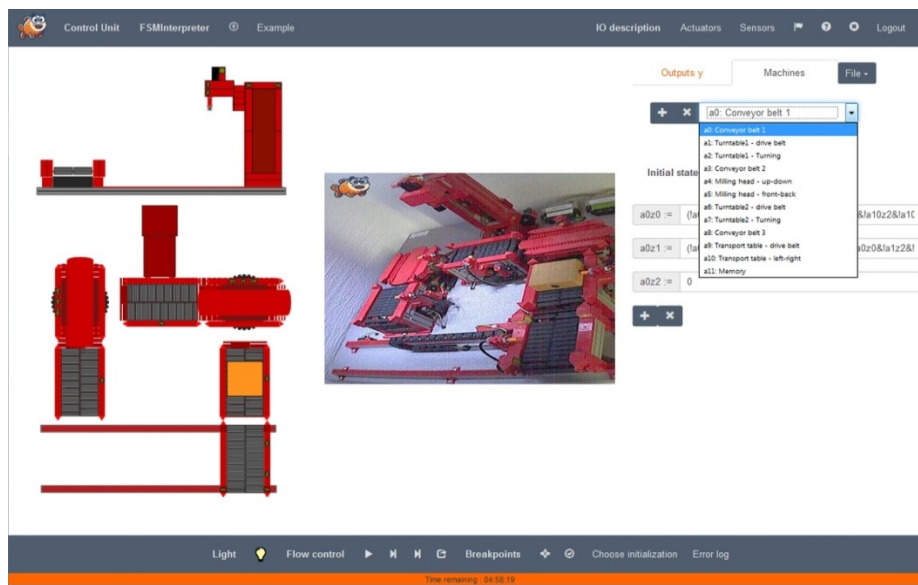 Control Unit FSMInterpreter Example IO description Actuators Sensors Logout
Outputs y Machines File
a0: Conveyor belt 1
a0: Conveyor belt 1
a1: Turntable1 - drive belt
a2: Turntable1 - Turning
a3: Conveyor belt 2
a4: Milling head - up-down
a5: Milling head - front-back
a6: Turntable2 - drive belt
a7: Turntable2 - Turning
a8: Conveyor belt 3
a9: Transport table - drive belt
a10: Transport table - left-right
a11: Memory
Initial state
a0z0 := &!a10z2&!a10
a0z1 := a0z0&!a1z2&!
a0z2 := 0
Light Flow control Breakpoints Choose initialization Error log
Time remaining : 04:58:19